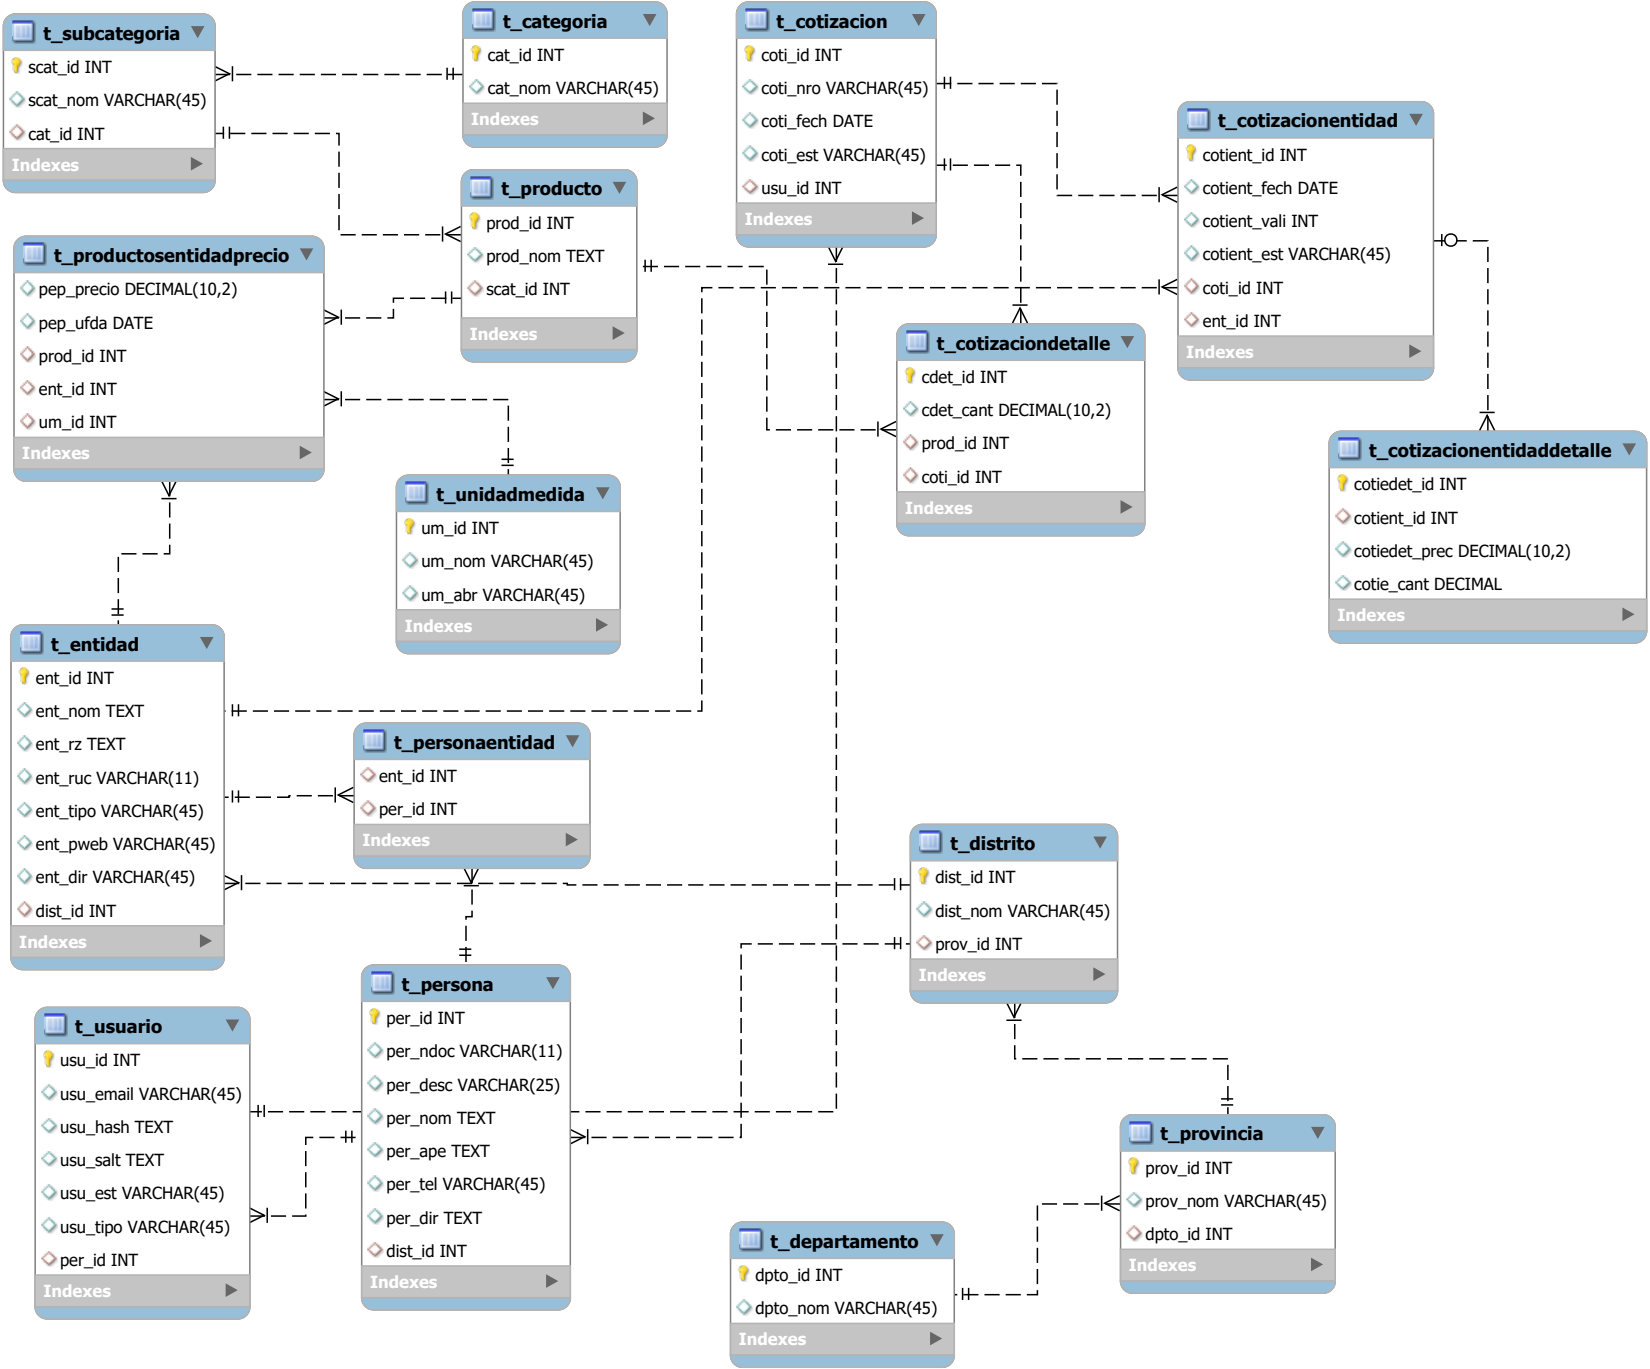 t_subcategoria
scat_id INT
scat_nom VARCHAR(45)
cat_id INT
Indexes
t_categoria
cat_id INT
cat_nom VARCHAR(45)
Indexes
t_cotizacion
coti_id INT
coti_nro VARCHAR(45)
coti_fech DATE
coti_est VARCHAR(45)
usu_id INT
Indexes
t_cotizacionentidad
cotient_id INT
cotient_fech DATE
cotient_vali INT
cotient_est VARCHAR(45)
coti_id INT
ent_id INT
Indexes
t_producto
prod_id INT
prod_nom TEXT
scat_id INT
Indexes
t_productosentidadprecio
pep_precio DECIMAL(10,2)
pep_ufda DATE
prod_id INT
ent_id INT
um_id INT
Indexes
t_cotizaciondetalle
cdet_id INT
cdet_cant DECIMAL(10,2)
prod_id INT
coti_id INT
Indexes
t_cotizacionentidaddetalle
cotiedet_id INT
cotient_id INT
cotiedet_prec DECIMAL(10,2)
cotie_cant DECIMAL
Indexes
t_unidadmedida
um_id INT
um_nom VARCHAR(45)
um_abr VARCHAR(45)
Indexes
t_entidad
ent_id INT
ent_nom TEXT
ent_rz TEXT
ent_ruc VARCHAR(11)
ent_tipo VARCHAR(45)
ent_pweb VARCHAR(45)
ent_dir VARCHAR(45)
dist_id INT
Indexes
t_personaentidad
ent_id INT
per_id INT
Indexes
t_distrito
dist_id INT
dist_nom VARCHAR(45)
prov_id INT
Indexes
t_persona
per_id INT
per_ndoc VARCHAR(11)
per_desc VARCHAR(25)
per_nom TEXT
per_ape TEXT
per_tel VARCHAR(45)
per_dir TEXT
dist_id INT
Indexes
t_usuario
usu_id INT
usu_email VARCHAR(45)
usu_hash TEXT
usu_salt TEXT
usu_est VARCHAR(45)
usu_tipo VARCHAR(45)
per_id INT
Indexes
t_provincia
prov_id INT
prov_nom VARCHAR(45)
dpto_id INT
Indexes
t_departamento
dpto_id INT
dpto_nom VARCHAR(45)
Indexes